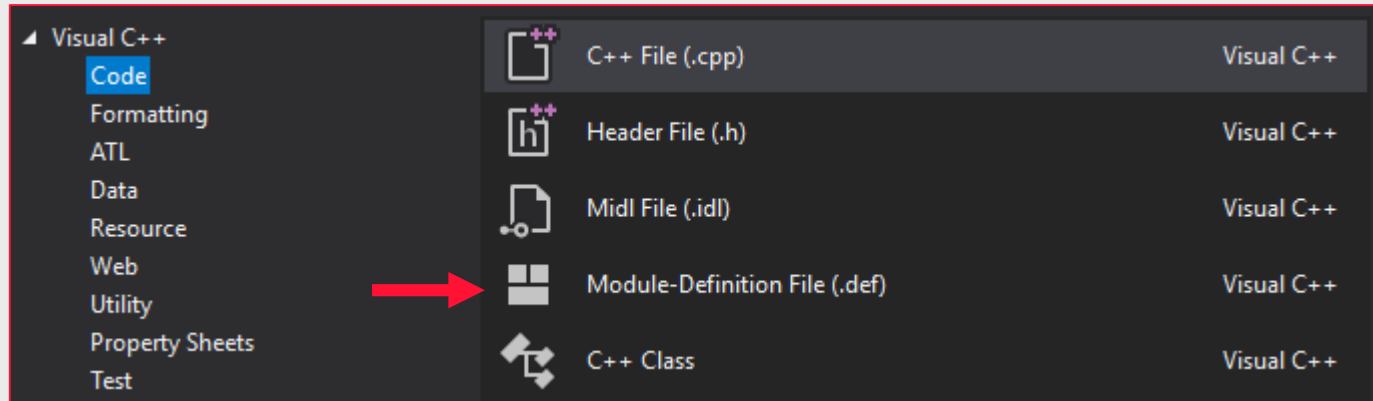 Visual C++
Code
Formatting
ATL
Data
Resource
Web
Utility
Property Sheets
Test
C++ File (.cpp) Visual C++
Header File (.h) Visual C++
Midl File (.idl) Visual C++
Module-Definition File (.def) Visual C++
C++ Class Visual C++